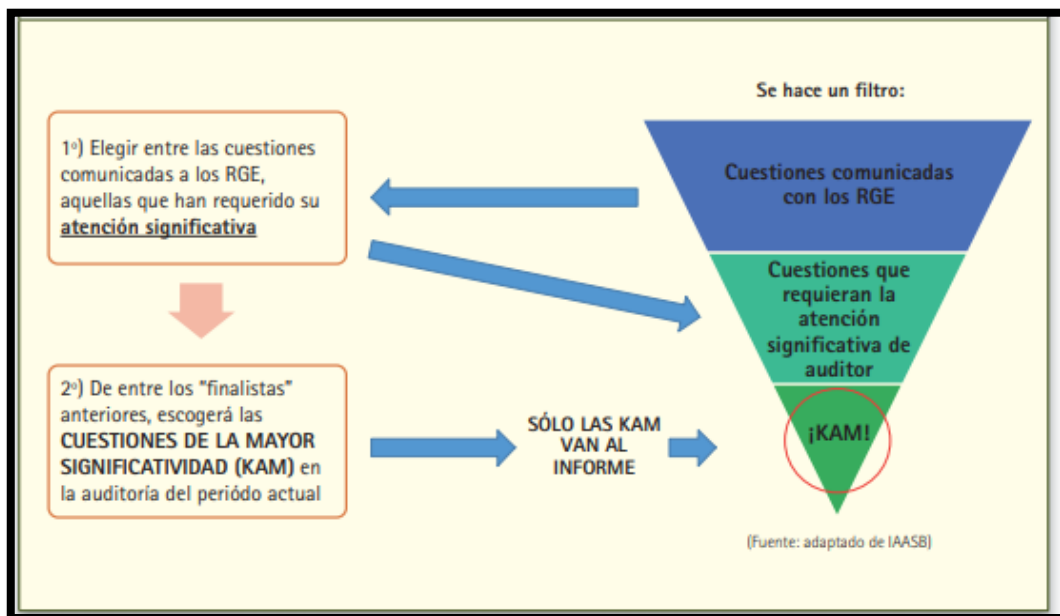 Se hace un filtro:
1º) Elegir entre las cuestiones
comunicadas a los RGE,
aquellas que han requerido su
atención significativa
Cuestiones comunicadas
con los RGE
Cuestiones que
requieran la
atención
significativa de
auditor
2º) De entre los "finalistas"
anteriores, escogerá las
CUESTIONES DE LA MAYOR
SIGNIFICATIVIDAD (KAM) en
la auditoría del periódo actual
SÓLO LAS KAM
VAN AL
INFORME
¡KAM!
(Fuente: adaptado de IAASB)